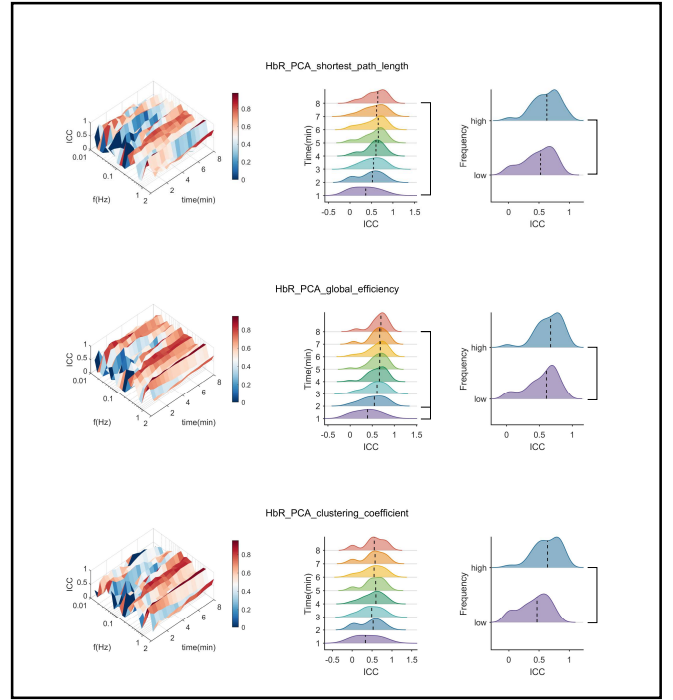 HbR_PCA_shortest_path_length
ICC
1
0.5
0
0.01
0.1
1
2
f(Hz)
2
4
6
8
time(min)
0.8
0.6
0.4
0.2
0
Time(min)
8
7
6
5
4
3
2
1
-0.5 0 0.5 1 1.5
ICC
Frequency
high
low
0 0.5 1
ICC
HbR_PCA_global_efficiency
ICC
1
0.5
0
0.01
0.1
1
2
f(Hz)
2
4
6
8
time(min)
0.8
0.6
0.4
0.2
0
Time(min)
8
7
6
5
4
3
2
1
-0.5 0 0.5 1 1.5
ICC
Frequency
high
low
0 0.5 1
ICC
HbR_PCA_clustering_coefficient
ICC
1
0.5
0
0.01
0.1
1
2
f(Hz)
2
4
6
8
time(min)
0.8
0.6
0.4
0.2
0
Time(min)
8
7
6
5
4
3
2
1
-0.5 0 0.5 1 1.5
ICC
Frequency
high
low
0 0.5 1
ICC